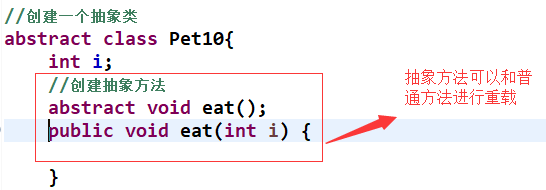 //创建一个抽象类
abstract class Pet10{
int i;
//创建抽象方法
abstract void eat();
public void eat(int i) {
}
抽象方法可以和普
通方法进行重载